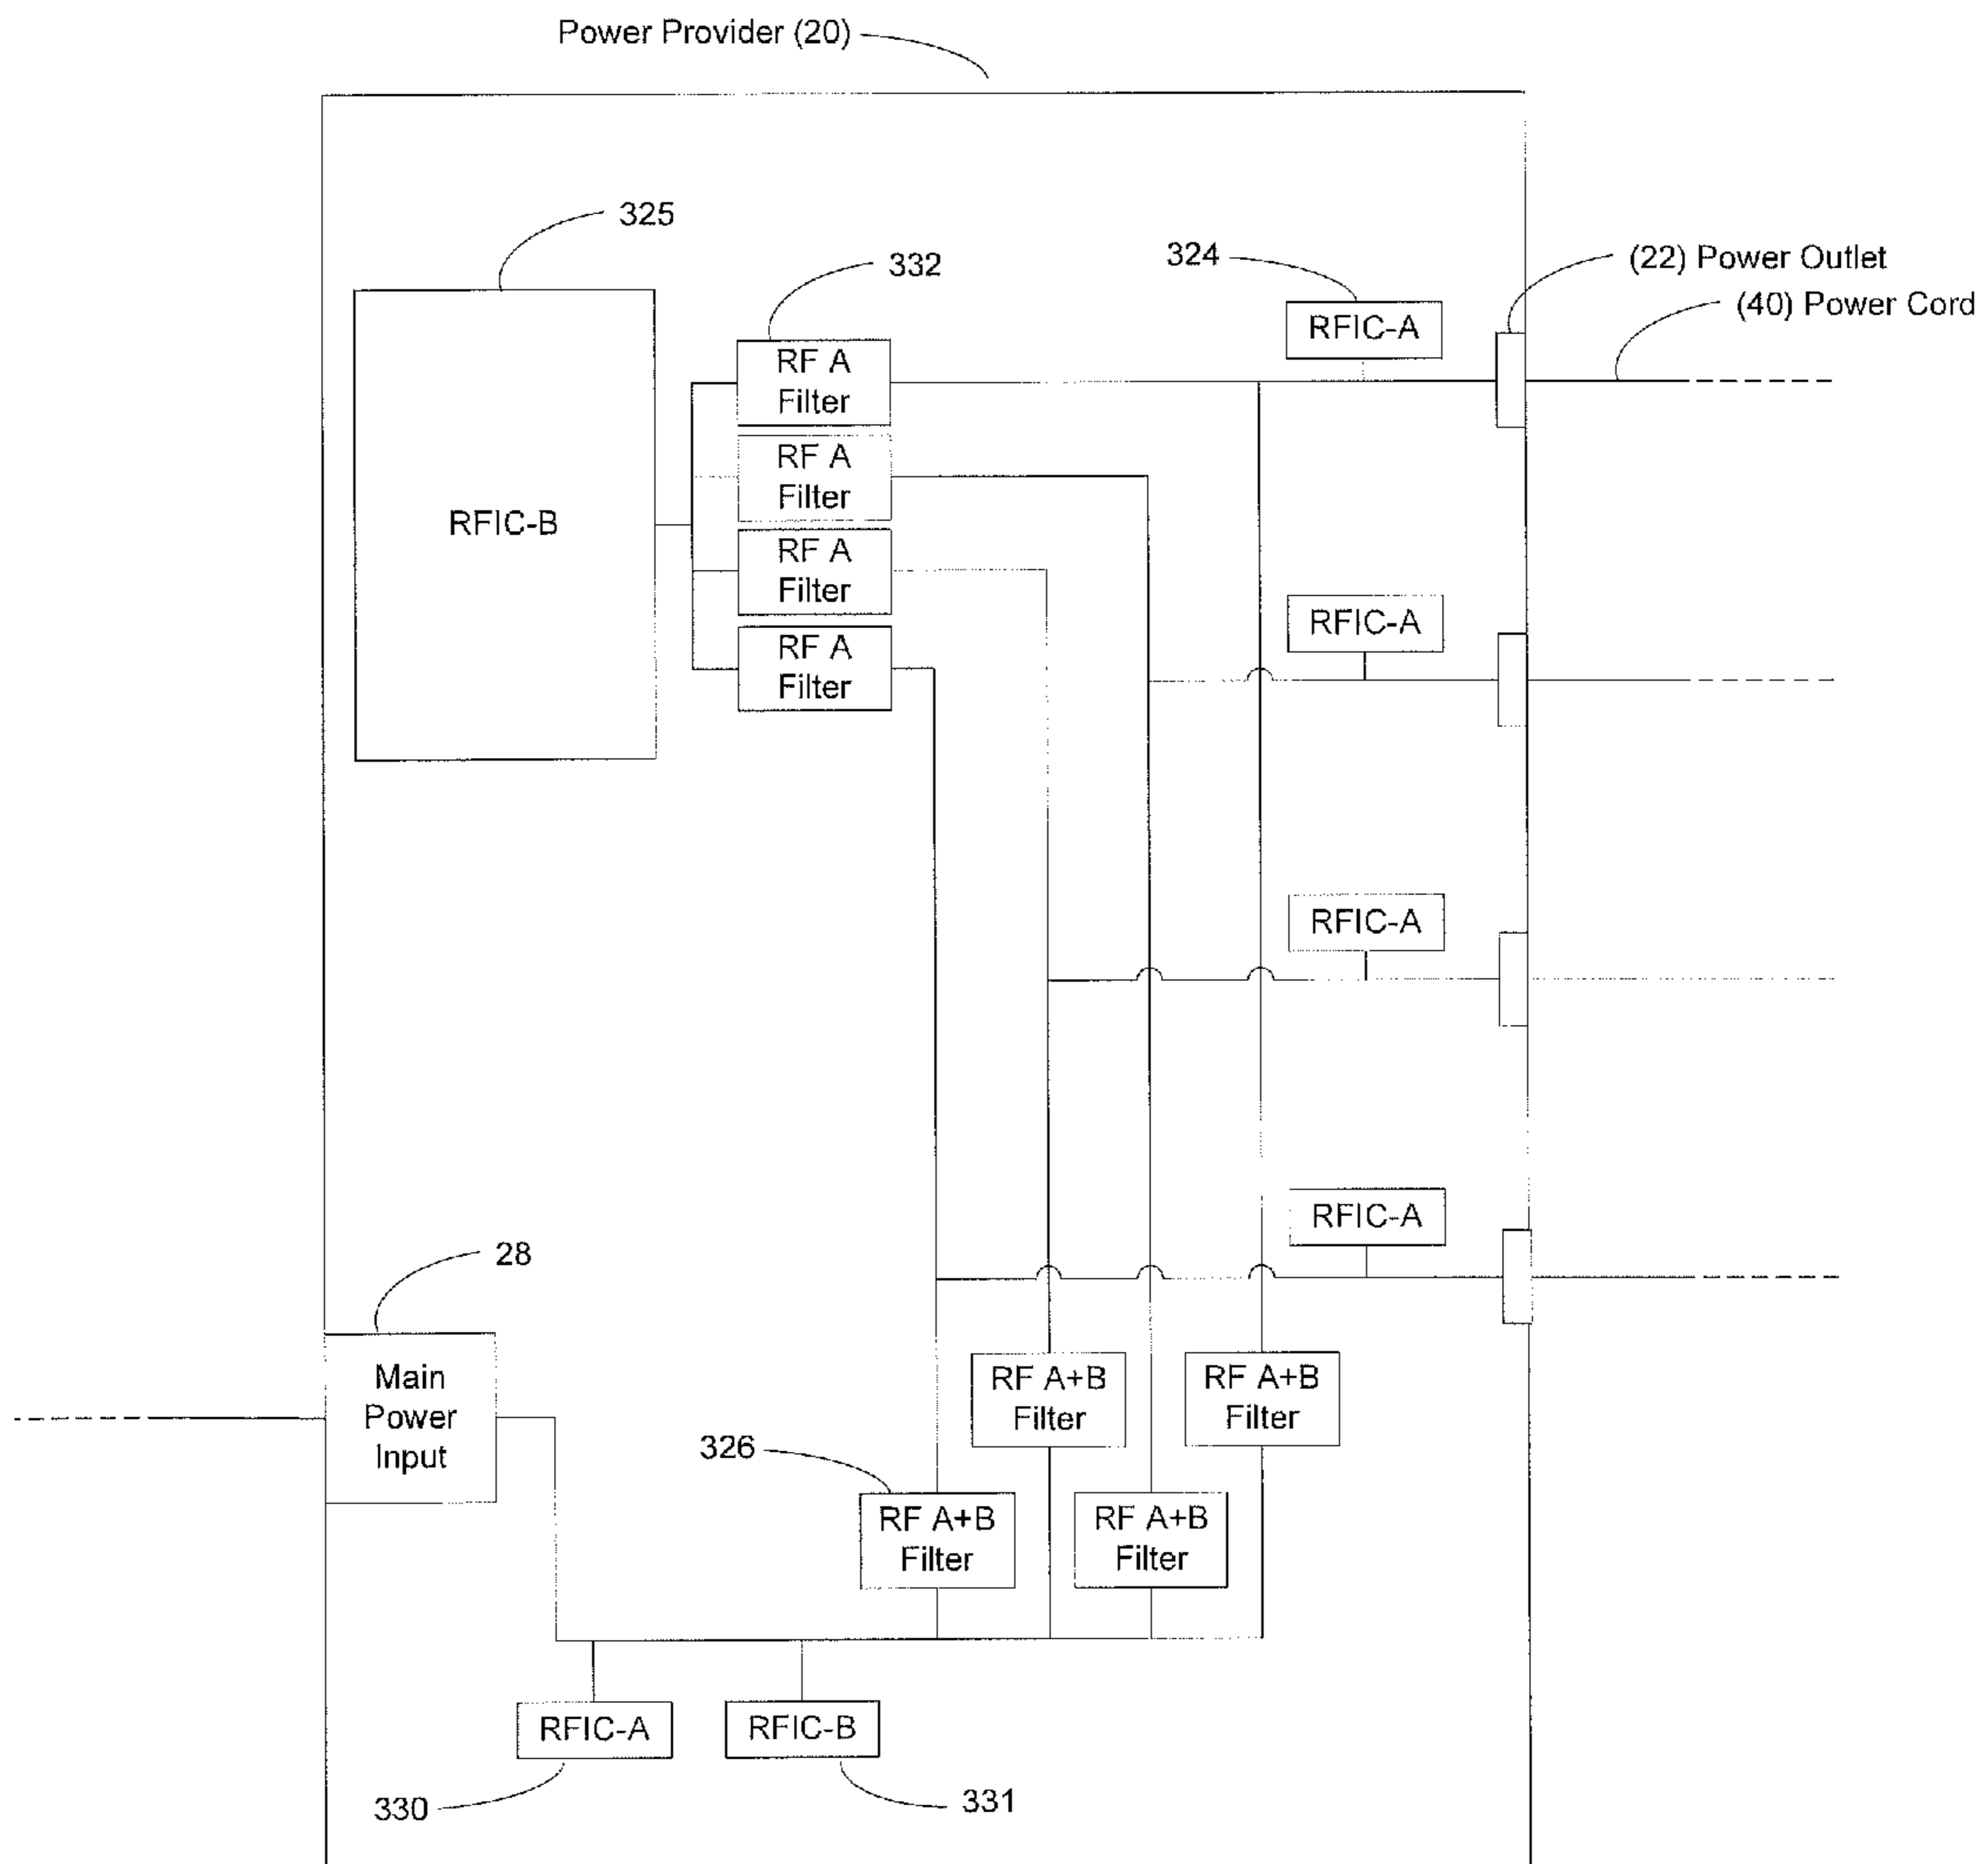 Power Provider (20)
325
332
324
(22) Power Outlet
(40) Power Cord
RFIC-A
RF A
Filter
RF A
Filter
RFIC-B
RF A
Filter
RFIC-A
RF A
Filter
RFIC-A
RFIC-A
28
Main
Power
Input
RF A+B
Filter
RF A+B
Filter
326
RF A+B
Filter
RF A+B
Filter
RFIC-A
RFIC-B
330
331